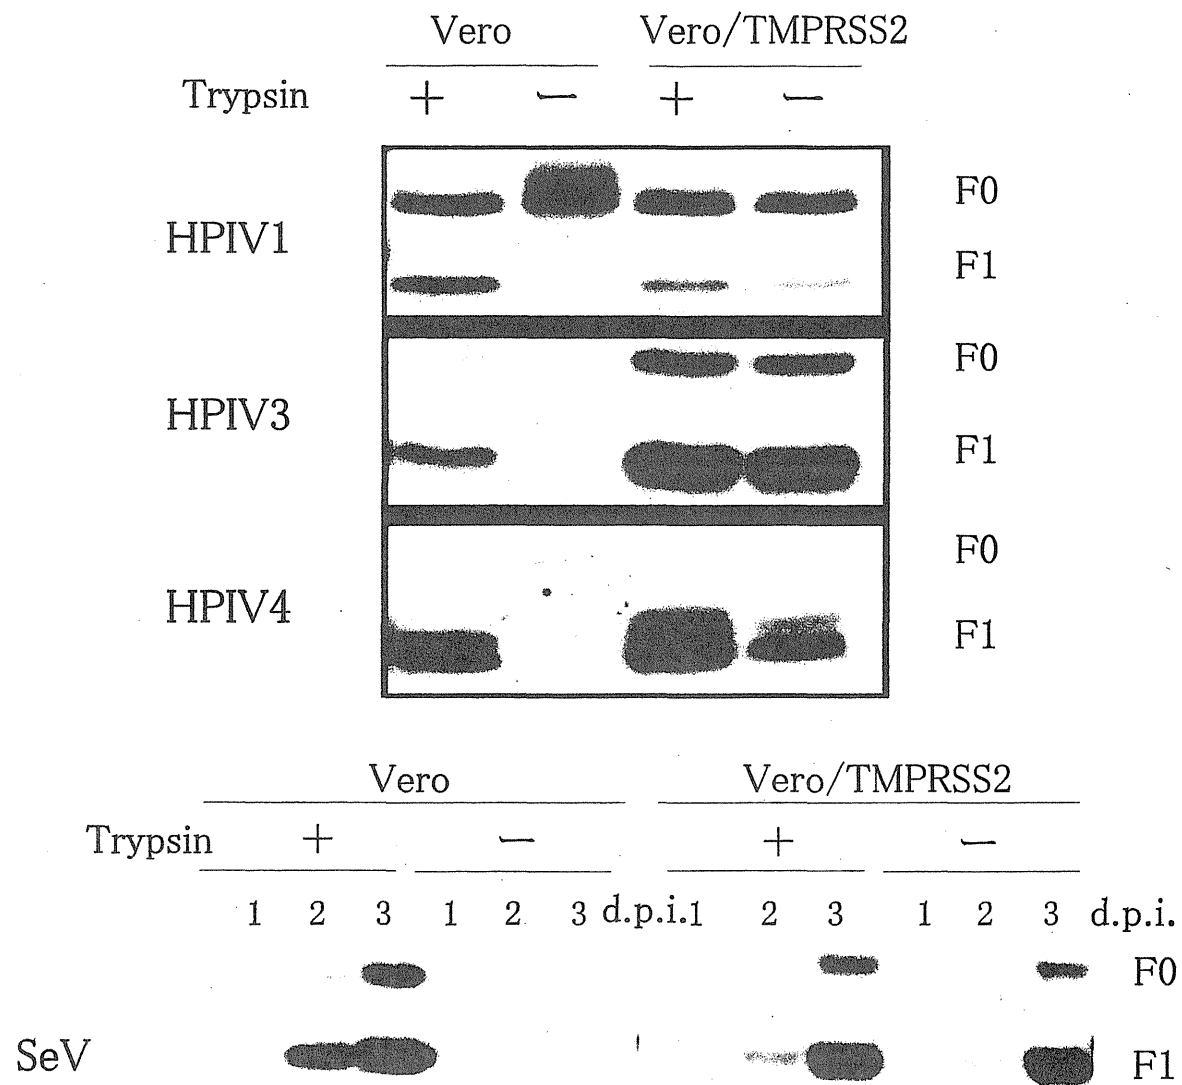 Vero Vero/TMPRSS2
Trypsin + − + −
HPIV1 F0
F1
HPIV3 F0
F1
HPIV4 F0
F1
Vero Vero/TMPRSS2
Trypsin + − + −
1 2 3 1 2 3 d.p.i. 1 2 3 1 2 3 d.p.i.
F0
SeV F1